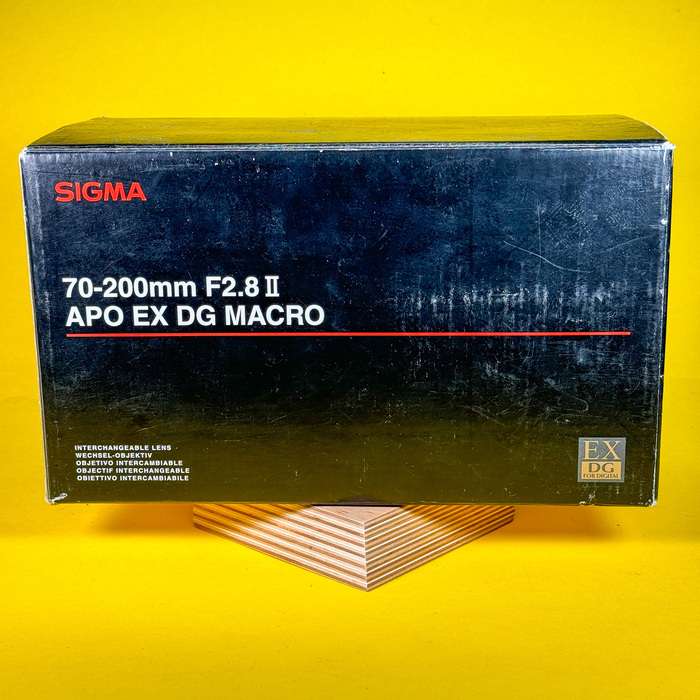 SIGMA
70-200mm F2.8 II
APO EX DG MACRO
INTERCHANGEABLE LENS
WECHSEL-OBJEKTIV
OBJETIVO INTERCAMBIABLE
OBJECTIF INTERCHANGEABLE
OBIETTIVO INTERCAMBIABILE
EX
DG
FOR DIGITAL